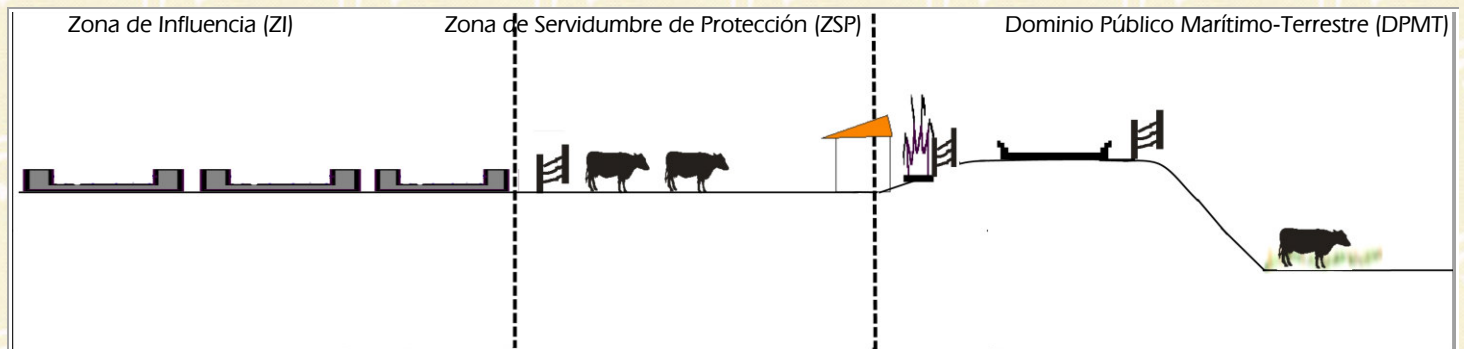 Zona de Influencia (ZI) Zona de Servidumbre de Protección (ZSP) Dominio Público Marítimo-Terrestre (DPMT)